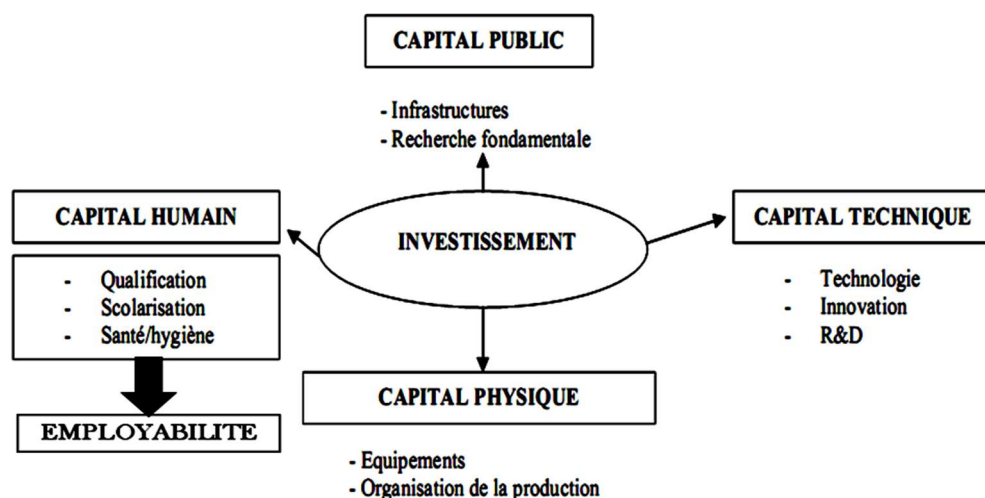 CAPITAL PUBLIC
- Infrastructures
- Recherche fondamentale
CAPITAL HUMAIN
- Qualification
- Scolarisation
- Santé/hygiène
EMPLOYABILITE
INVESTISSEMENT
CAPITAL TECHNIQUE
- Technologie
- Innovation
- R&D
CAPITAL PHYSIQUE
- Equipements
- Organisation de la production